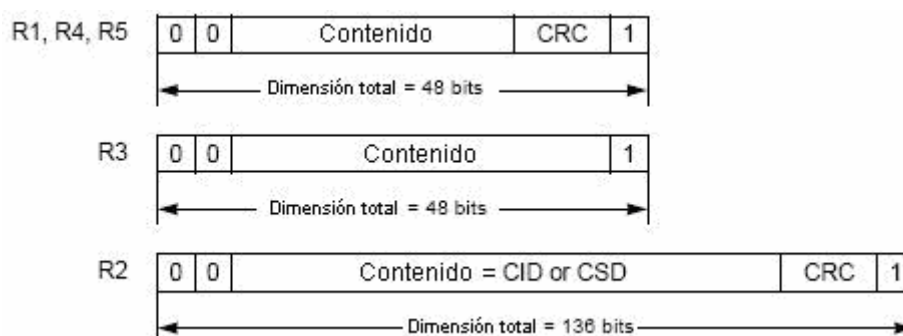 R1, R4, R5 0 0 Contenido CRC 1
Dimensión total = 48 bits
R3 0 0 Contenido 1
Dimensión total = 48 bits
R2 0 0 Contenido = CID or CSD CRC 1
Dimensión total = 136 bits